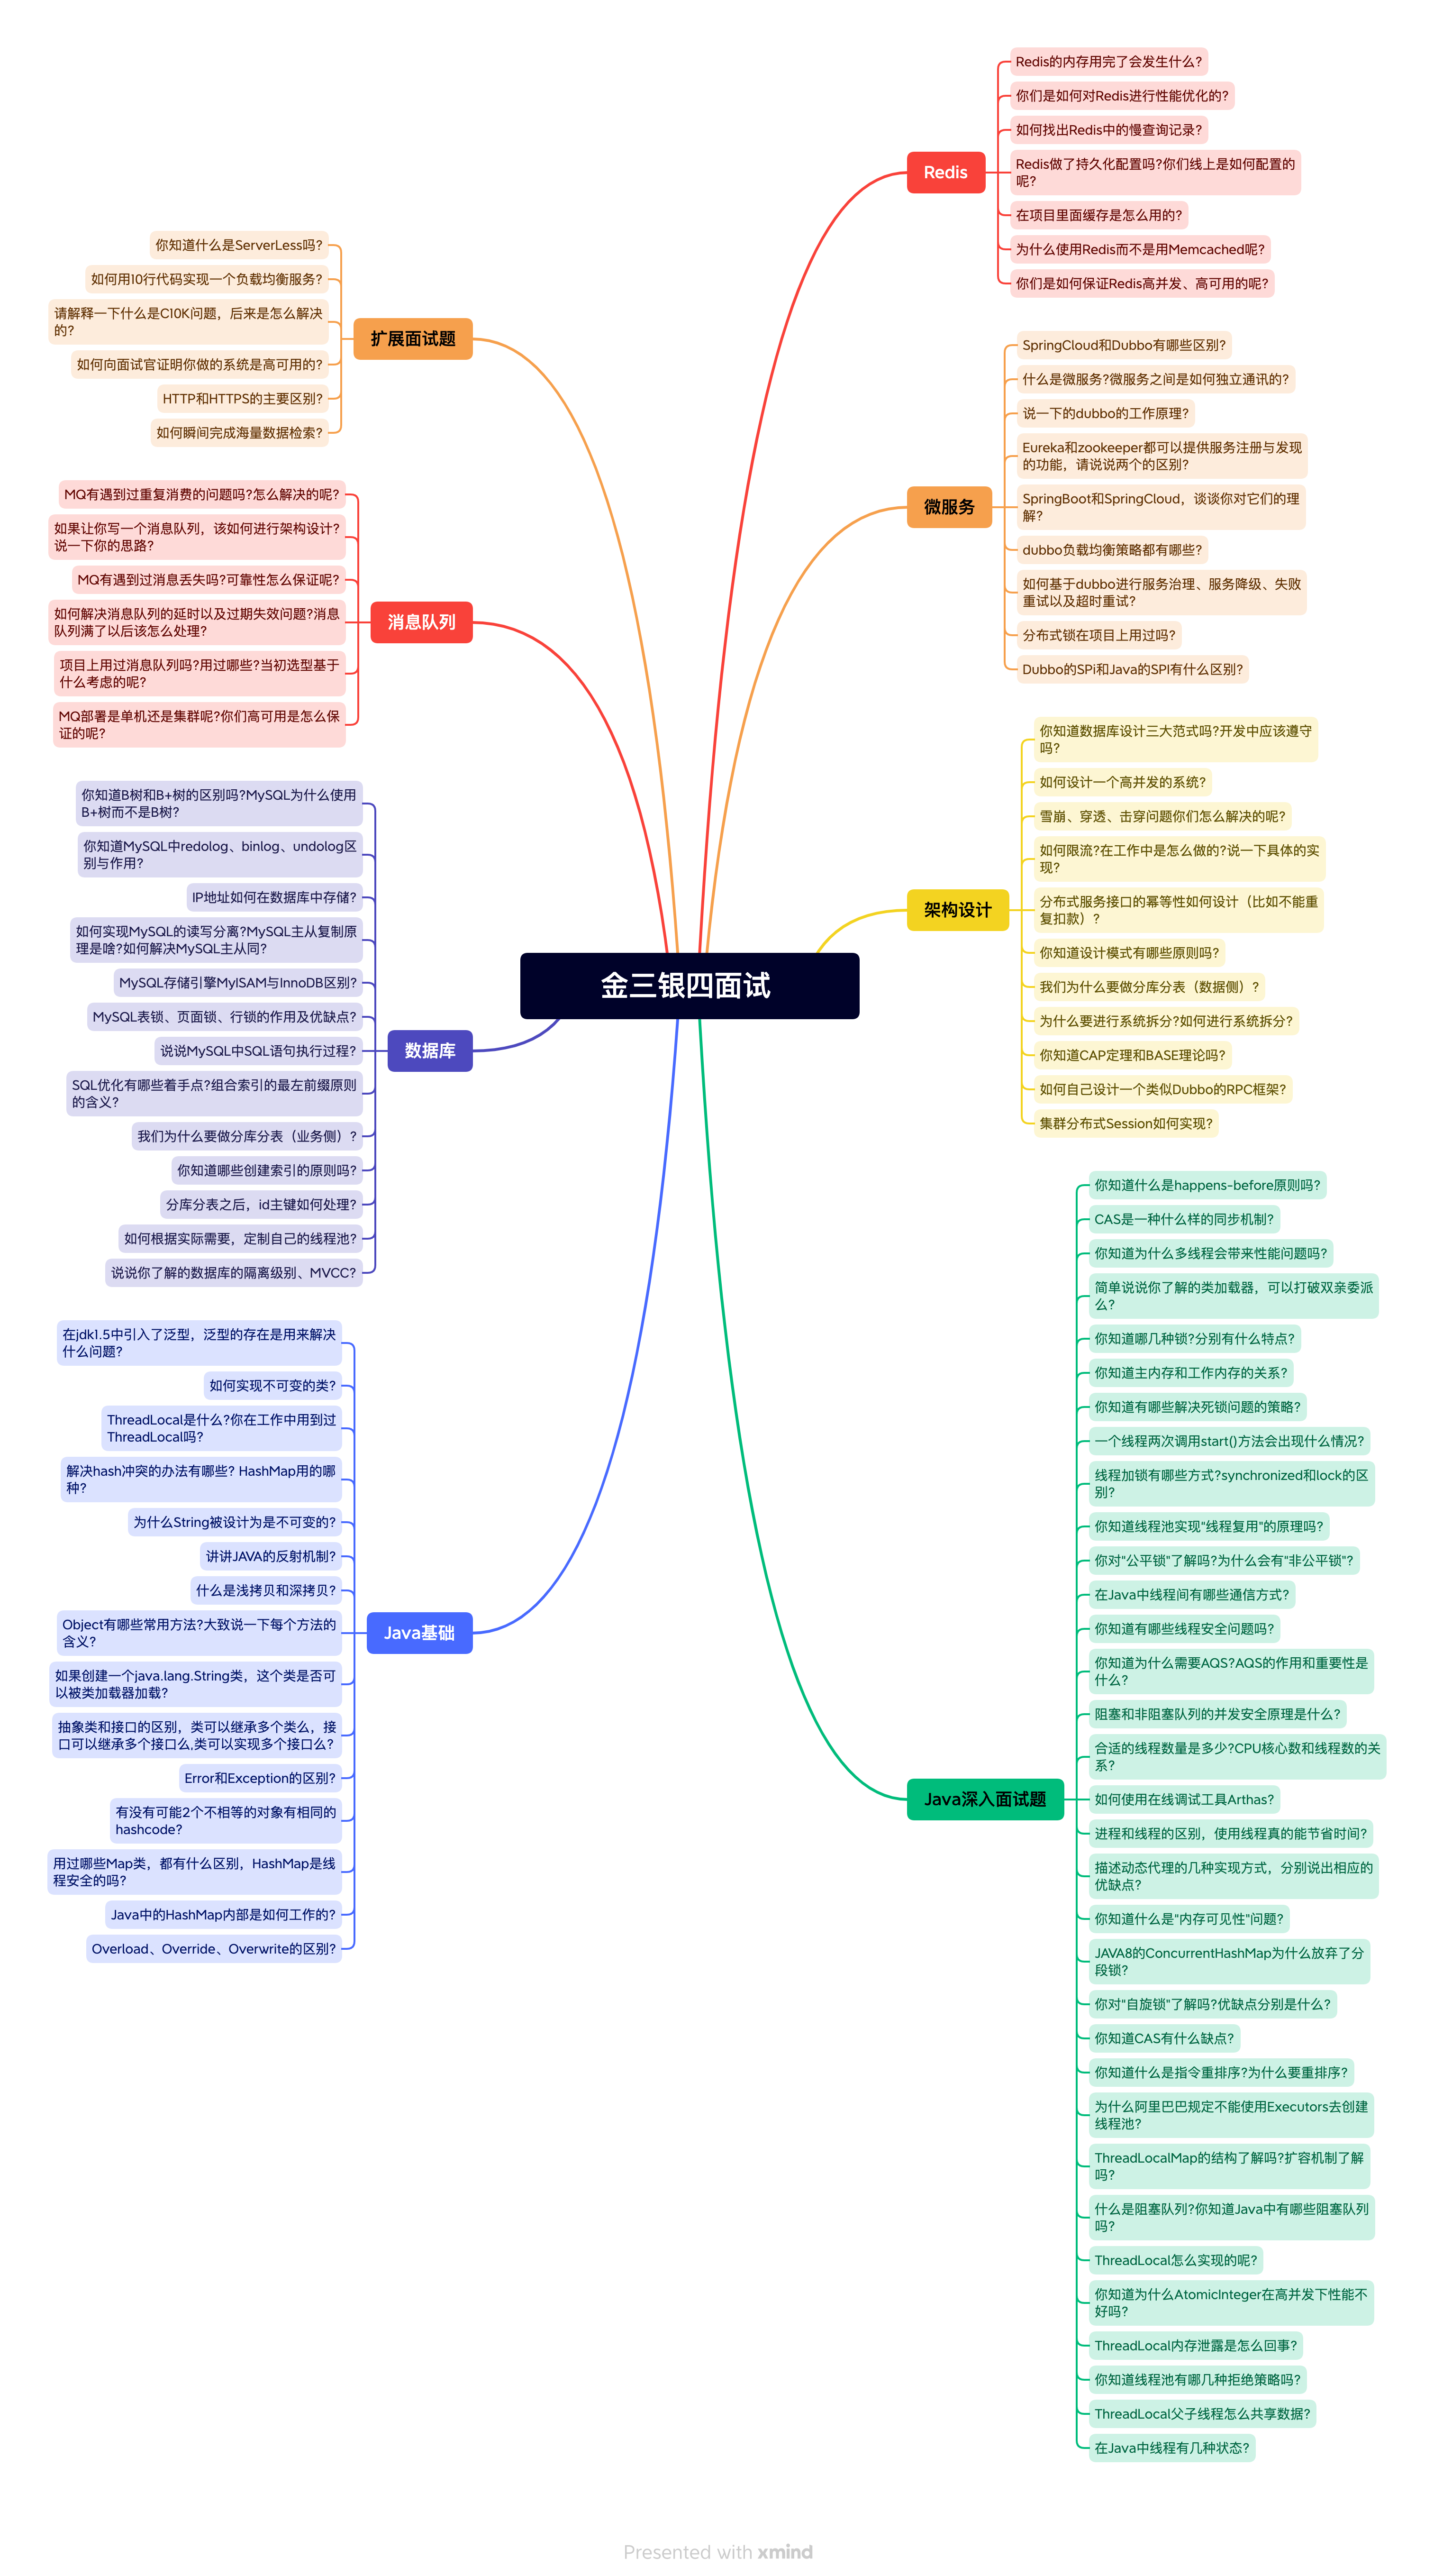 金三银四面试
Redis
Redis的内存用完了会发生什么?
你们是如何对Redis进行性能优化的?
如何找出Redis中的慢查询记录?
Redis做了持久化配置吗?你们线上是如何配置的
呢?
在项目里面缓存是怎么用的?
为什么使用Redis而不是用Memcached呢?
你们是如何保证Redis高并发、高可用的呢?
微服务
SpringCloud和Dubbo有哪些区别?
什么是微服务?微服务之间是如何独立通讯的?
说一下的dubbo的工作原理?
Eureka和zookeeper都可以提供服务注册与发现
的功能，请说说两个的区别?
SpringBoot和SpringCloud，谈谈你对它们的理
解?
dubbo负载均衡策略都有哪些?
如何基于dubbo进行服务治理、服务降级、失败
重试以及超时重试?
分布式锁在项目上用过吗?
Dubbo的SPi和Java的SPI有什么区别?
架构设计
你知道数据库设计三大范式吗?开发中应该遵守
吗?
如何设计一个高并发的系统?
雪崩、穿透、击穿问题你们怎么解决的呢?
如何限流?在工作中是怎么做的?说一下具体的实
现?
分布式服务接口的幂等性如何设计（比如不能重
复扣款）?
你知道设计模式有哪些原则吗?
我们为什么要做分库分表（数据侧）?
为什么要进行系统拆分?如何进行系统拆分?
你知道CAP定理和BASE理论吗?
如何自己设计一个类似Dubbo的RPC框架?
集群分布式Session如何实现?
Java深入面试题
你知道什么是happens-before原则吗?
CAS是一种什么样的同步机制?
你知道为什么多线程会带来性能问题吗?
简单说说你了解的类加载器，可以打破双亲委派
么?
你知道哪几种锁?分别有什么特点?
你知道主内存和工作内存的关系?
你知道有哪些解决死锁问题的策略?
一个线程两次调用start()方法会出现什么情况?
线程加锁有哪些方式?synchronized和lock的区
别?
你知道线程池实现"线程复用"的原理吗?
你对"公平锁"了解吗?为什么会有"非公平锁"?
在Java中线程间有哪些通信方式?
你知道有哪些线程安全问题吗?
你知道为什么需要AQS?AQS的作用和重要性是
什么?
阻塞和非阻塞队列的并发安全原理是什么?
合适的线程数量是多少?CPU核心数和线程数的关
系?
如何使用在线调试工具Arthas?
进程和线程的区别，使用线程真的能节省时间?
描述动态代理的几种实现方式，分别说出相应的
优缺点?
你知道什么是"内存可见性"问题?
JAVA8的ConcurrentHashMap为什么放弃了分
段锁?
你对"自旋锁"了解吗?优缺点分别是什么?
你知道CAS有什么缺点?
你知道什么是指令重排序?为什么要重排序?
为什么阿里巴巴规定不能使用Executors去创建
线程池?
ThreadLocalMap的结构了解吗?扩容机制了解
吗?
什么是阻塞队列?你知道Java中有哪些阻塞队列
吗?
ThreadLocal怎么实现的呢?
你知道为什么AtomicInteger在高并发下性能不
好吗?
ThreadLocal内存泄露是怎么回事?
你知道线程池有哪几种拒绝策略吗?
ThreadLocal父子线程怎么共享数据?
在Java中线程有几种状态?
扩展面试题
你知道什么是ServerLess吗?
如何用10行代码实现一个负载均衡服务?
请解释一下什么是C10K问题，后来是怎么解决
的?
如何向面试官证明你做的系统是高可用的?
HTTP和HTTPS的主要区别?
如何瞬间完成海量数据检索?
消息队列
MQ有遇到过重复消费的问题吗?怎么解决的呢?
如果让你写一个消息队列，该如何进行架构设计?
说一下你的思路?
MQ有遇到过消息丢失吗?可靠性怎么保证呢?
如何解决消息队列的延时以及过期失效问题?消息
队列满了以后该怎么处理?
项目上用过消息队列吗?用过哪些?当初选型基于
什么考虑的呢?
MQ部署是单机还是集群呢?你们高可用是怎么保
证的呢?
数据库
你知道B树和B+树的区别吗?MySQL为什么使用
B+树而不是B树?
你知道MySQL中redolog、binlog、undolog区
别与作用?
IP地址如何在数据库中存储?
如何实现MySQL的读写分离?MySQL主从复制原
理是啥?如何解决MySQL主从同?
MySQL存储引擎MyISAM与InnoDB区别?
MySQL表锁、页面锁、行锁的作用及优缺点?
说说MySQL中SQL语句执行过程?
SQL优化有哪些着手点?组合索引的最左前缀原则
的含义?
我们为什么要做分库分表（业务侧）?
你知道哪些创建索引的原则吗?
分库分表之后，id主键如何处理?
如何根据实际需要，定制自己的线程池?
说说你了解的数据库的隔离级别、MVCC?
Java基础
在jdk1.5中引入了泛型，泛型的存在是用来解决
什么问题?
如何实现不可变的类?
ThreadLocal是什么?你在工作中用到过
ThreadLocal吗?
解决hash冲突的办法有哪些? HashMap用的哪
种?
为什么String被设计为是不可变的?
讲讲JAVA的反射机制?
什么是浅拷贝和深拷贝?
Object有哪些常用方法?大致说一下每个方法的
含义?
如果创建一个java.lang.String类，这个类是否可
以被类加载器加载?
抽象类和接口的区别，类可以继承多个类么，接
口可以继承多个接口么,类可以实现多个接口么?
Error和Exception的区别?
有没有可能2个不相等的对象有相同的
hashcode?
用过哪些Map类，都有什么区别，HashMap是线
程安全的吗?
Java中的HashMap内部是如何工作的?
Overload、Override、Overwrite的区别?
Presented with xmind